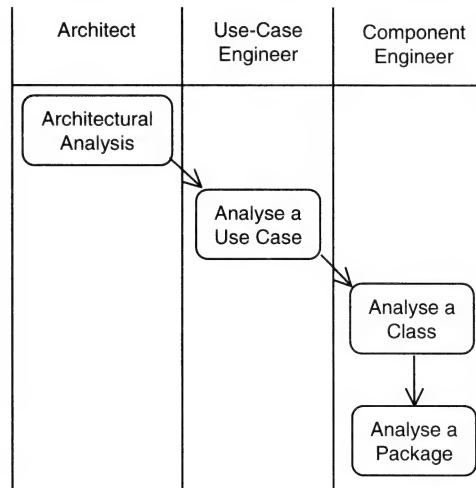 Architect
Use-Case
Engineer
Component
Engineer
Architectural
Analysis
Analyse a
Use Case
Analyse a
Class
Analyse a
Package